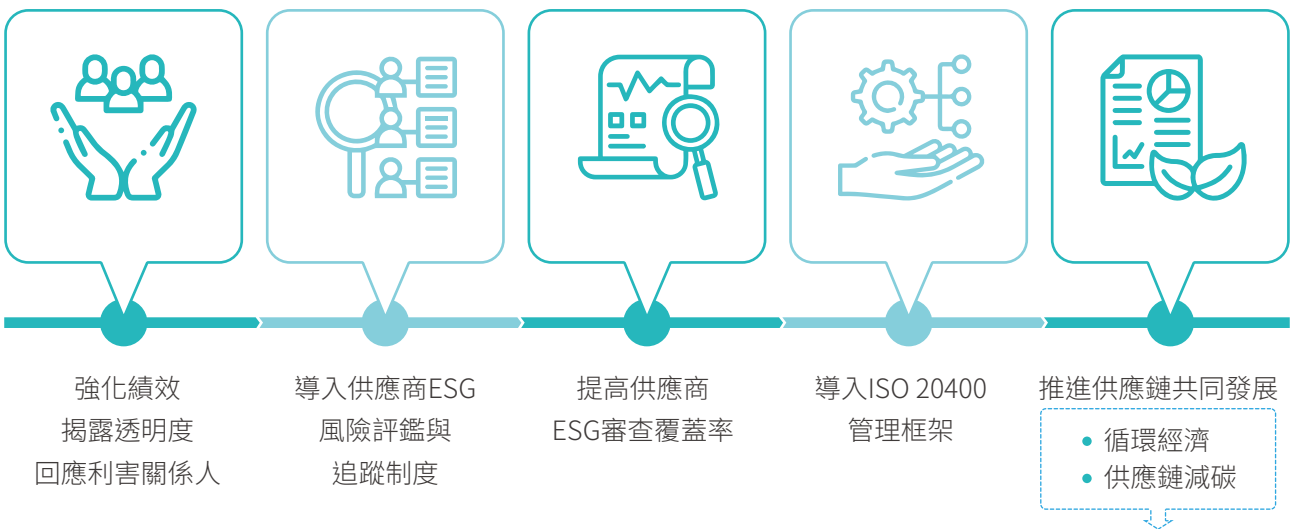 強化績效
揭露透明度
回應利害關係人
導入供應商ESG
風險評鑑與
追蹤制度
提高供應商
ESG審查覆蓋率
導入ISO 20400
管理框架
推進供應鏈共同發展
• 循環經濟
• 供應鏈減碳